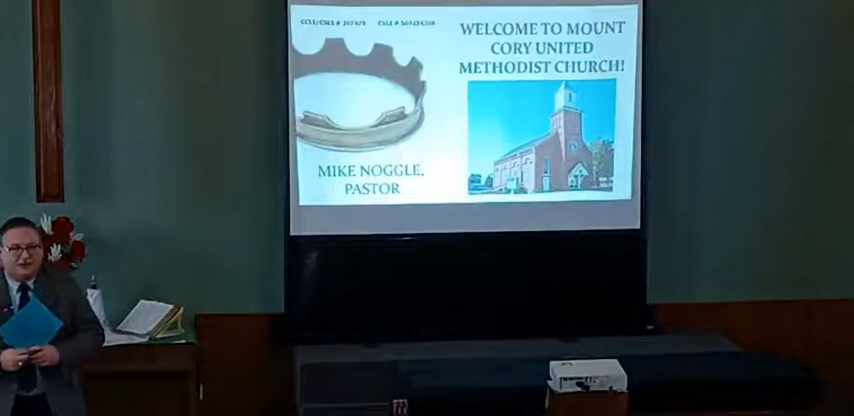 WELCOME TO MOUNT
CORY UNITED
METHODIST CHURCH!
MIKE NOGGLE,
PASTOR